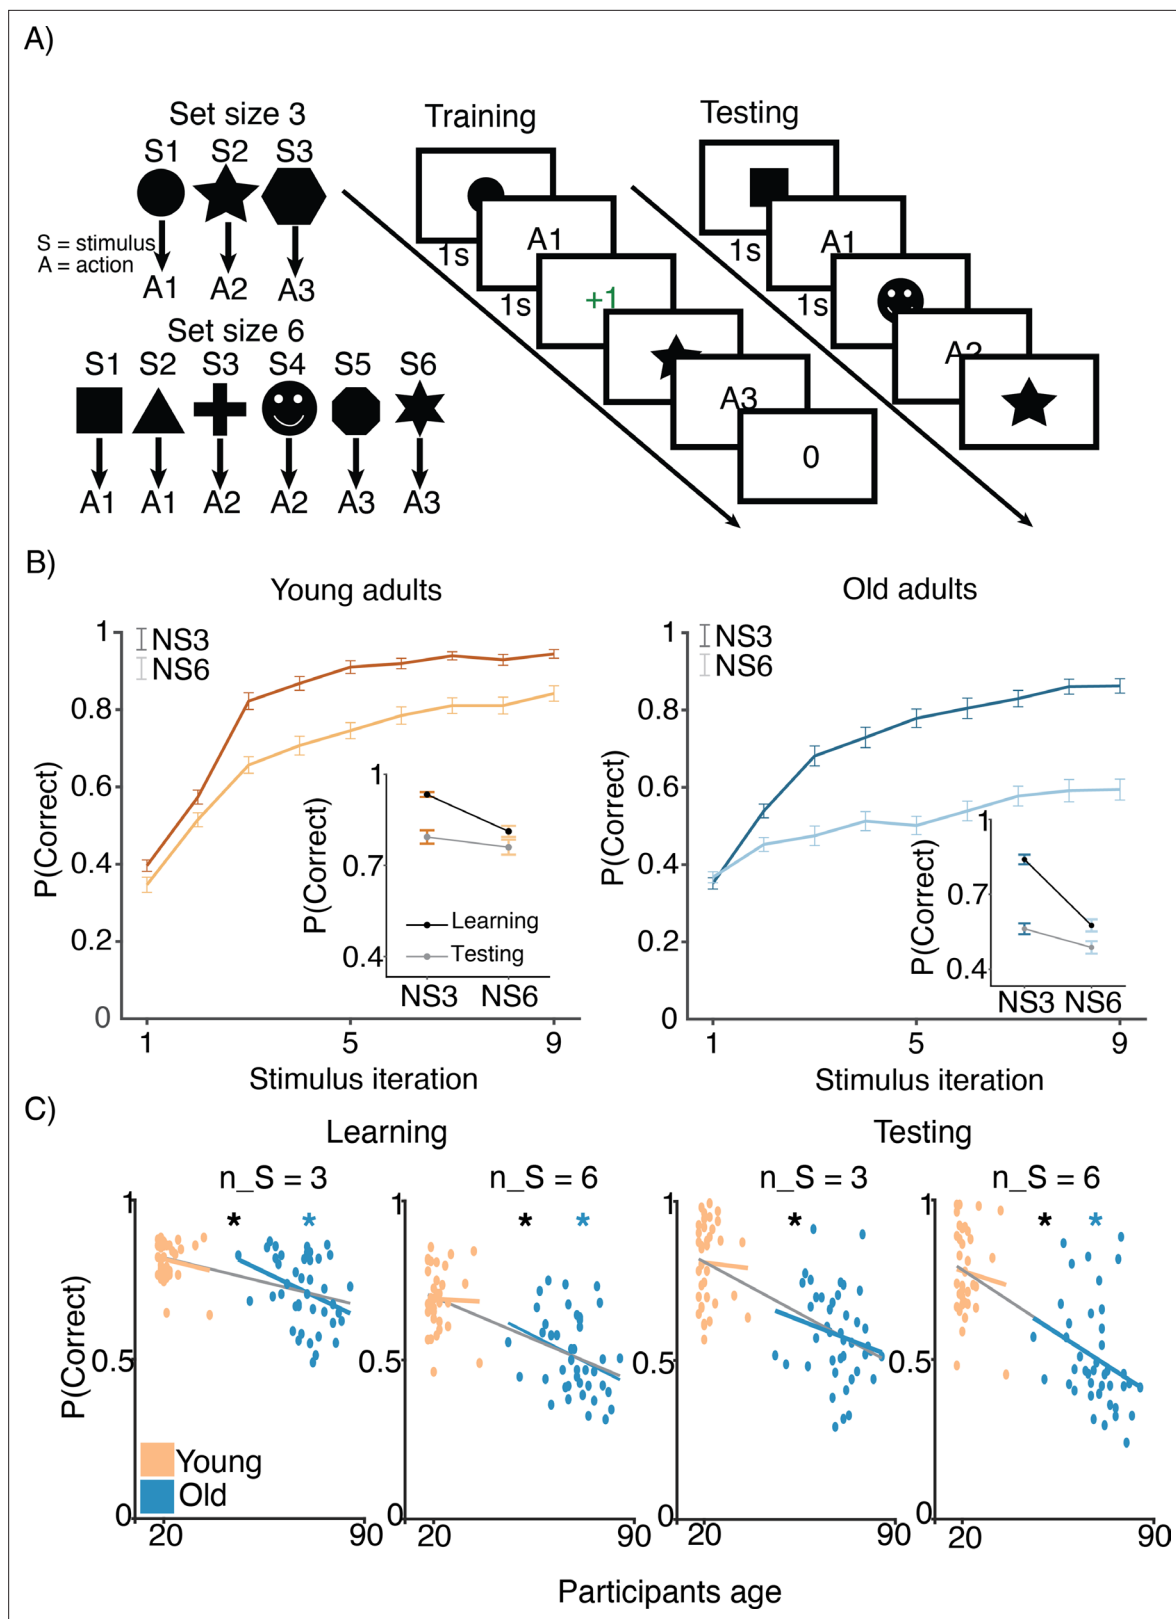 A)
Set size 3
S1 S2 S3
S = stimulus
A = action
A1 A2 A3
Set size 6
S1 S2 S3 S4 S5 S6
A1 A1 A2 A2 A3 A3
Training
A1
1s
+1
1s
A3
0
Testing
A1
1s
1s
A2
B)
Young adults
NS3
NS6
P(Correct)
1
0.8
0.6
0.4
0.2
0
1 5 9
Stimulus iteration
P(Correct)
1
0.7
0.4
Learning
Testing
NS3 NS6
Old adults
NS3
NS6
P(Correct)
1
0.8
0.6
0.4
0.2
0
1 5 9
Stimulus iteration
P(Correct)
1
0.7
0.4
NS3 NS6
C)
Learning Testing
n_S = 3 n_S = 6 n_S = 3 n_S = 6
* * * * * * *
P(Correct)
1 1 1 1
0.5 0.5 0.5 0.5
0 0 0 0
Young
Old
20 90 20 90 20 90 20 90
Participants age